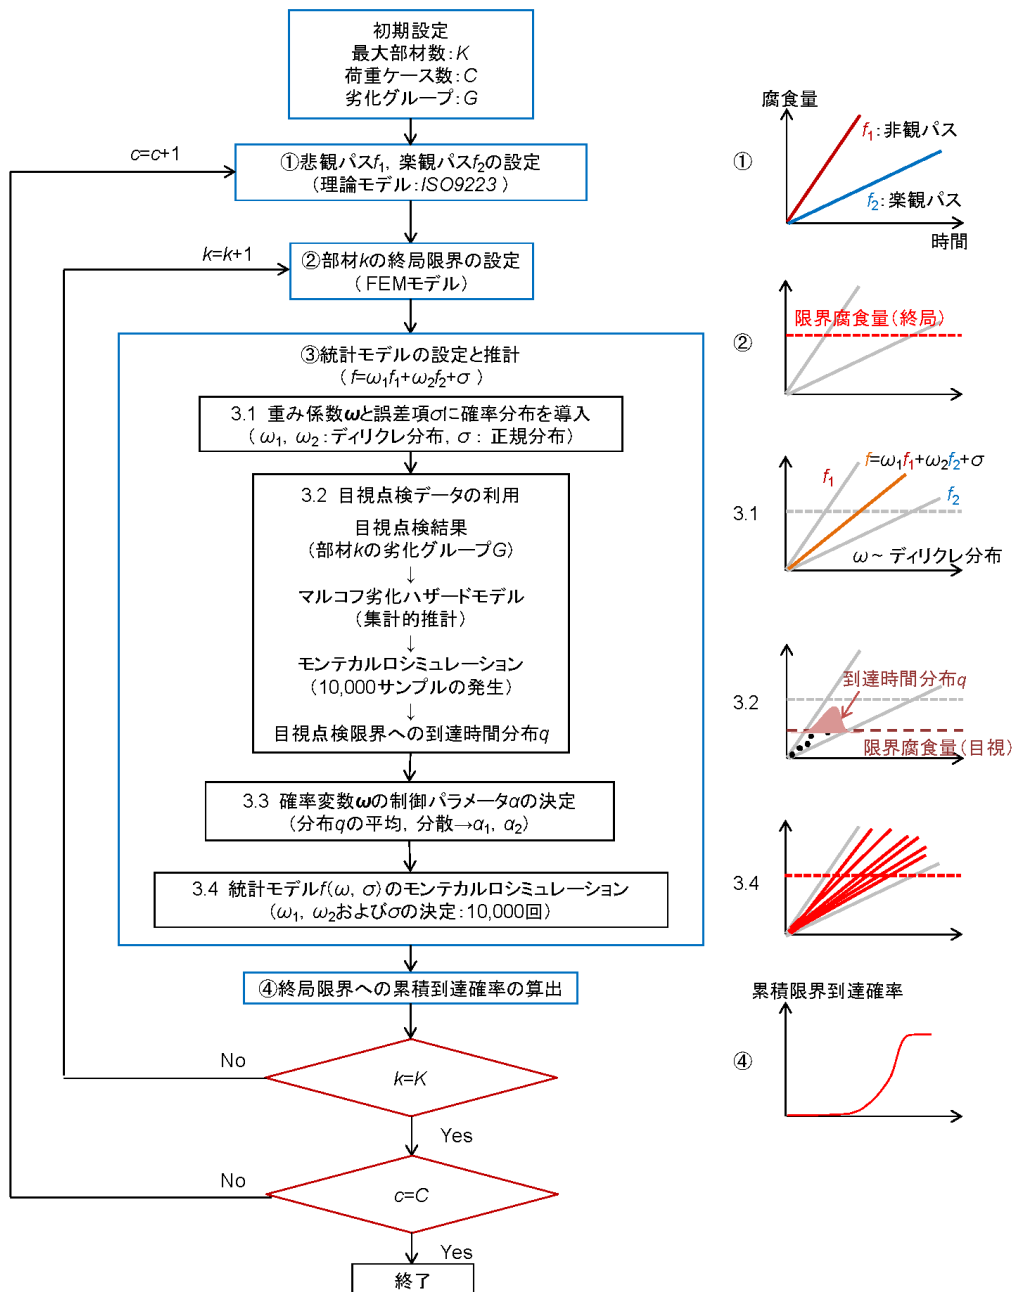 初期設定
最大部材数：K
荷重ケース数：C
劣化グループ：G
c=c+1
①悲観パスf1，楽観パスf2の設定
（理論モデル：ISO9223）
k=k+1
②部材kの終局限界の設定
（FEMモデル）
③統計モデルの設定と推計
（f=ω1f1+ω2f2+σ）
3.1 重み係数ωと誤差項σに確率分布を導入
（ω1，ω2：ディリクレ分布，σ：正規分布）
3.2 目視点検データの利用
目視点検結果
（部材kの劣化グループG）
↓
マルコフ劣化ハザードモデル
（集計的推計）
↓
モンテカルロシミュレーション
（10,000サンプルの発生）
↓
目視点検限界への到達時間分布q
3.3 確率変数ωの制御パラメータαの決定
（分布qの平均，分散→α1，α2）
3.4 統計モデルf(ω, σ)のモンテカルロシミュレーション
（ω1，ω2およびσの決定：10,000回）
④終局限界への累積到達確率の算出
No
k=K
Yes
No
c=C
Yes
終了
腐食量
①
f1：非観パス
f2：楽観パス
時間
②
限界腐食量（終局）
3.1
f=ω1f1+ω2f2+σ
f1
f2
ω ~ ディリクレ分布
3.2
到達時間分布q
限界腐食量（目視）
3.4
累積限界到達確率
④